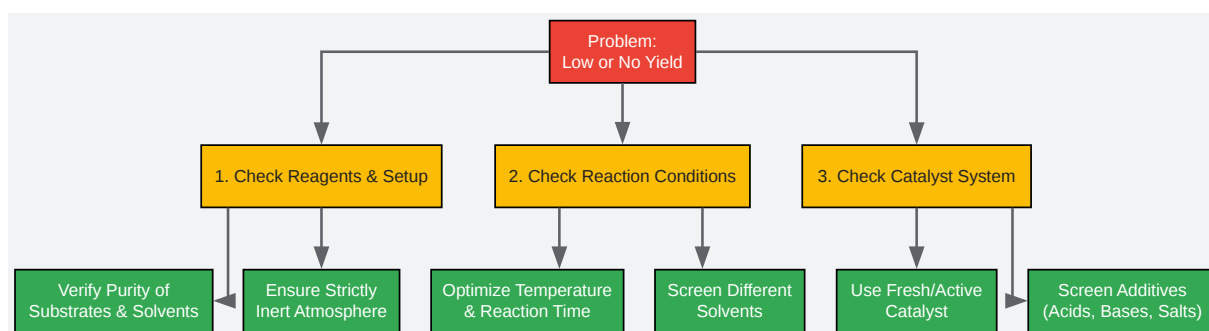 Problem:
Low or No Yield
1. Check Reagents & Setup
2. Check Reaction Conditions
3. Check Catalyst System
Verify Purity of
Substrates & Solvents
Ensure Strictly
Inert Atmosphere
Optimize Temperature
& Reaction Time
Screen Different
Solvents
Use Fresh/Active
Catalyst
Screen Additives
(Acids, Bases, Salts)